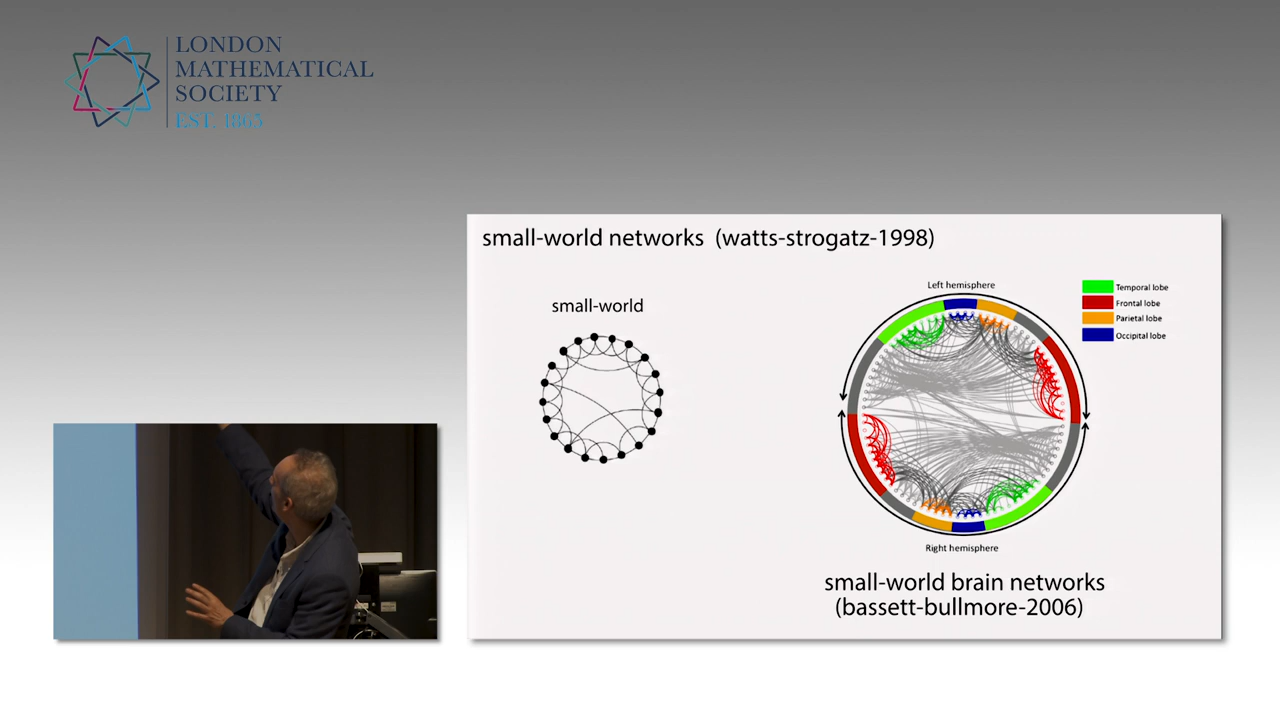 LONDON
MATHEMATICAL
SOCIETY
EST. 1865
small-world networks (watts-strogatz-1998)
small-world
Left hemisphere
Temporal lobe
Frontal lobe
Parietal lobe
Occipital lobe
Right hemisphere
small-world brain networks
(bassett-bullmore-2006)